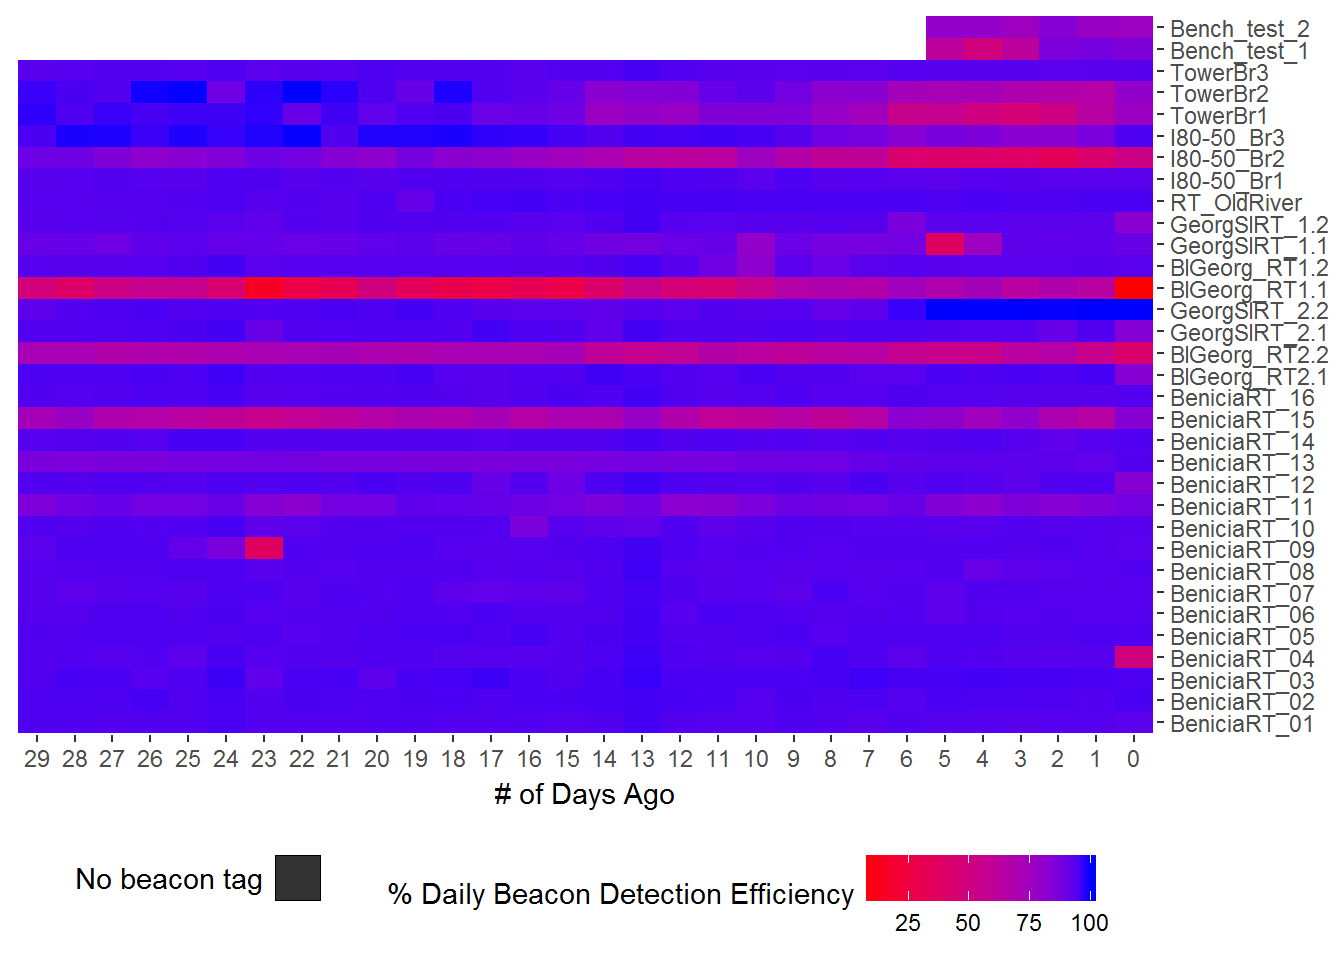 Bench_test_2
Bench_test_1
TowerBr3
TowerBr2
TowerBr1
I80-50_Br3
I80-50_Br2
I80-50_Br1
RT_OldRiver
GeorgSlRT_1.2
GeorgSlRT_1.1
BlGeorg_RT1.2
BlGeorg_RT1.1
GeorgSlRT_2.2
GeorgSlRT_2.1
BlGeorg_RT2.2
BlGeorg_RT2.1
BeniciaRT_16
BeniciaRT_15
BeniciaRT_14
BeniciaRT_13
BeniciaRT_12
BeniciaRT_11
BeniciaRT_10
BeniciaRT_09
BeniciaRT_08
BeniciaRT_07
BeniciaRT_06
BeniciaRT_05
BeniciaRT_04
BeniciaRT_03
BeniciaRT_02
BeniciaRT_01
29 28 27 26 25 24 23 22 21 20 19 18 17 16 15 14 13 12 11 10 9 8 7 6 5 4 3 2 1 0
# of Days Ago
No beacon tag
% Daily Beacon Detection Efficiency
25 50 75 100